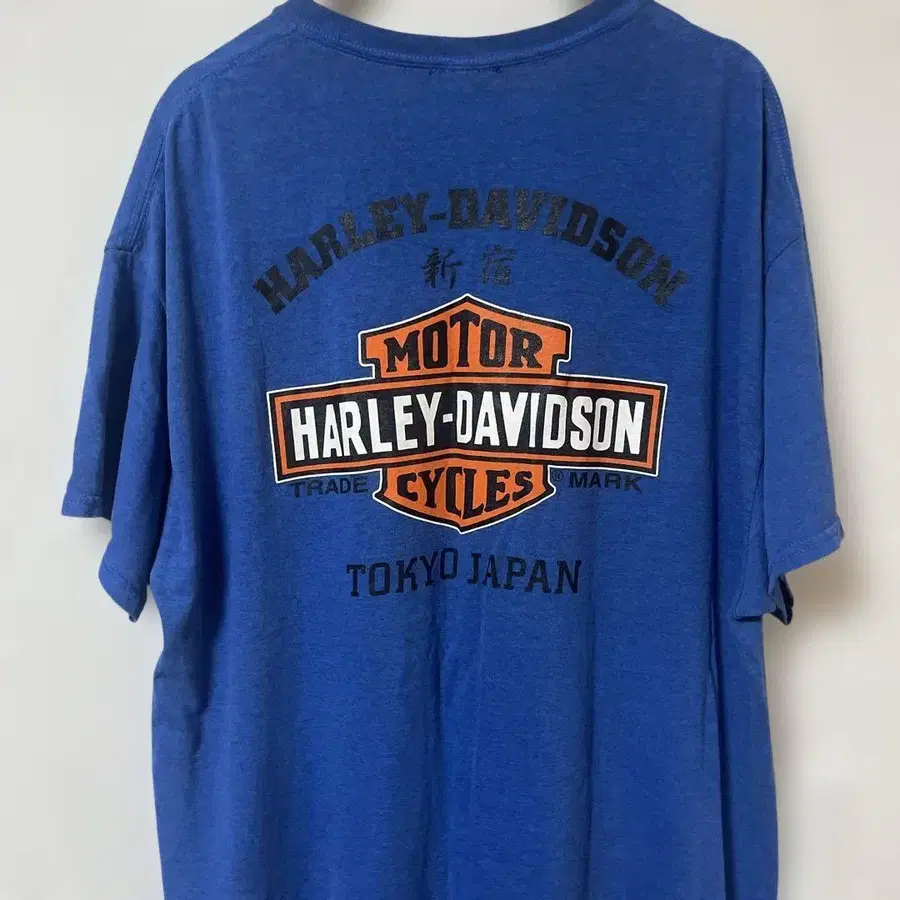 HARLEY-DAVIDSON
新宿
MOTOR
HARLEY-DAVIDSON
TRADE CYCLES ® MARK
TOKYO JAPAN